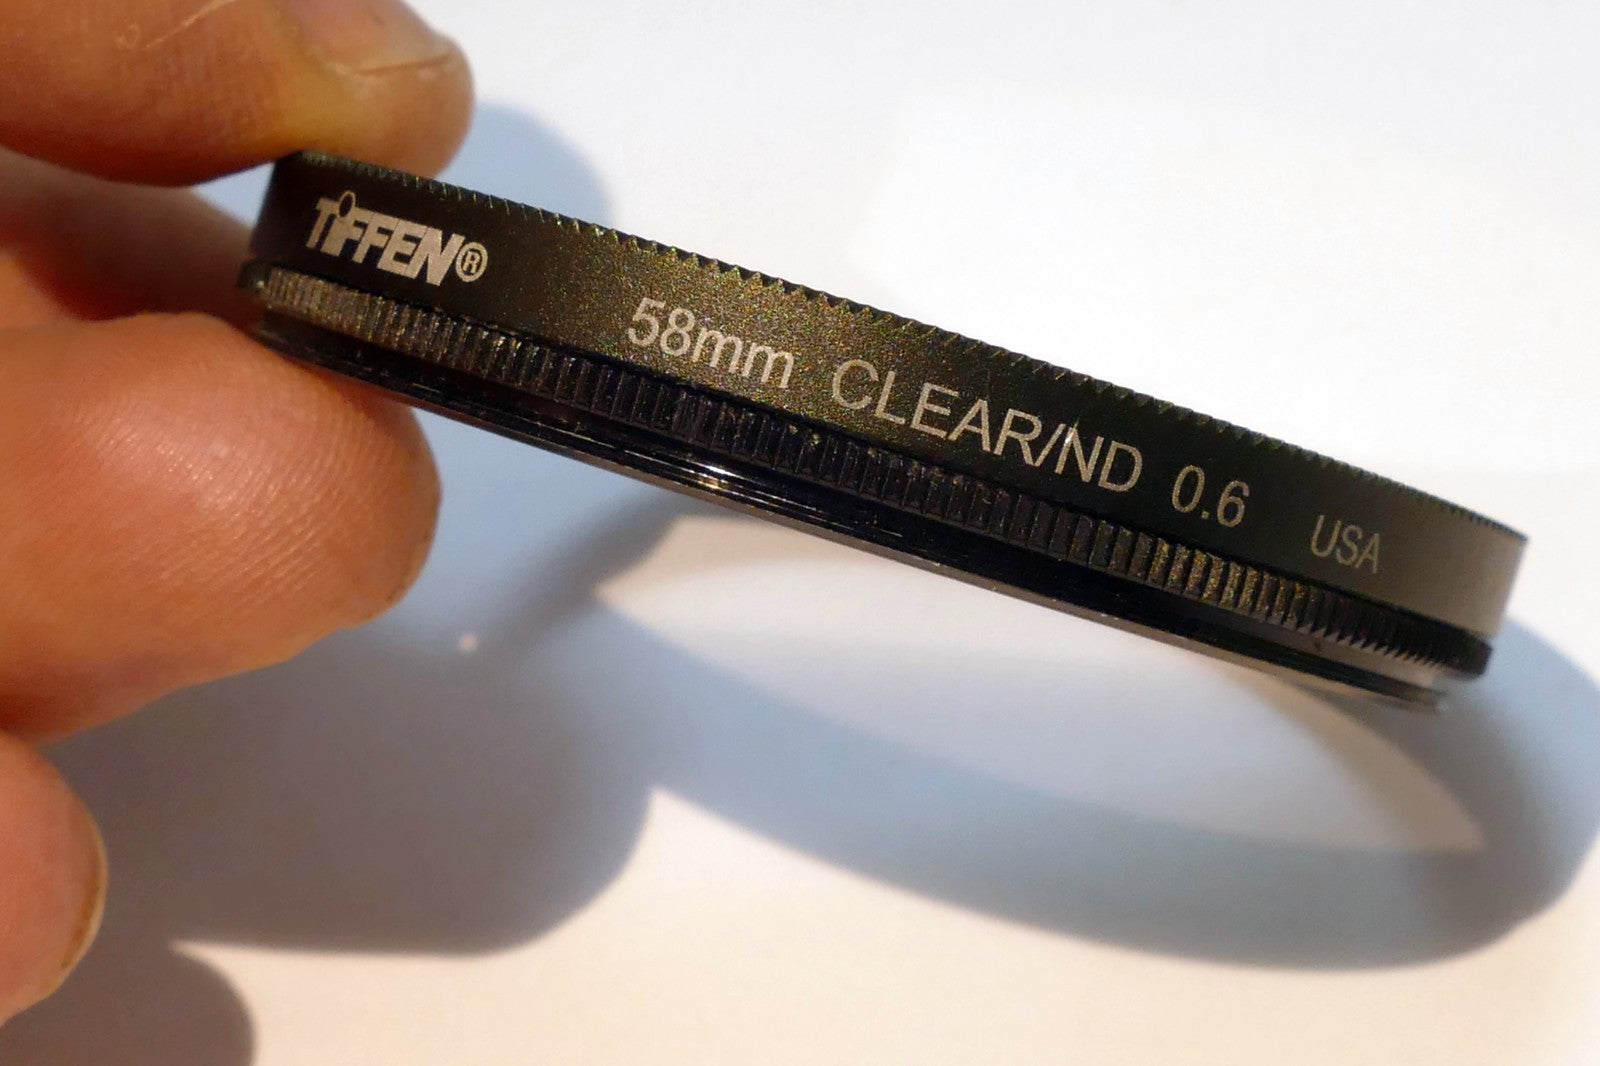 TiFFEN® 58mm CLEAR/ND 0.6 USA